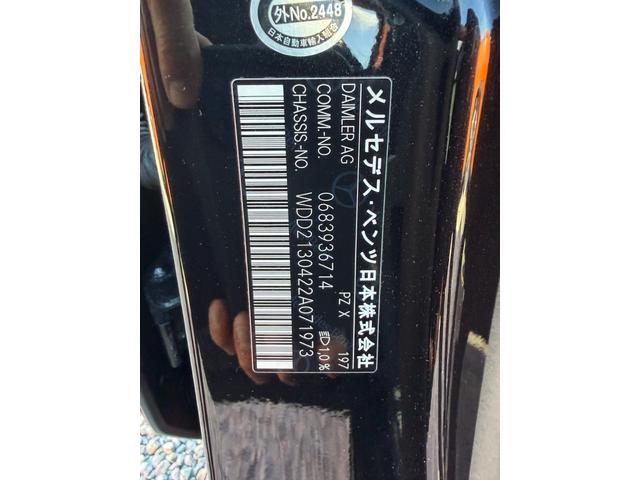 外No.2448
日本自動車輸入組合
メルセデス・ベンツ日本株式会社
DAIMLER AG PZ X 197
COMM.-NO. 0683936714 1,0%
CHASSIS.-NO. WDD2130422A071973